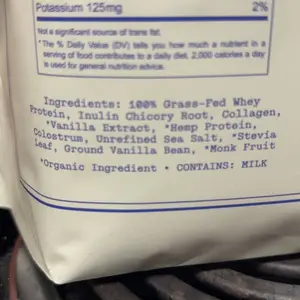 Potassium 125mg 2%
Not a significant source of trans fat.
*The % Daily Value (DV) tells you how much a nutrient in a
serving of food contributes to a daily diet. 2,000 calories a day
is used for general nutrition advice.
Ingredients: 100% Grass-Fed Whey
Protein, Inulin Chicory Root, Collagen,
*Vanilla Extract, *Hemp Protein,
Colostrum, Unrefined Sea Salt, *Stevia
Leaf, Ground Vanilla Bean, *Monk Fruit
*Organic Ingredient • CONTAINS: MILK